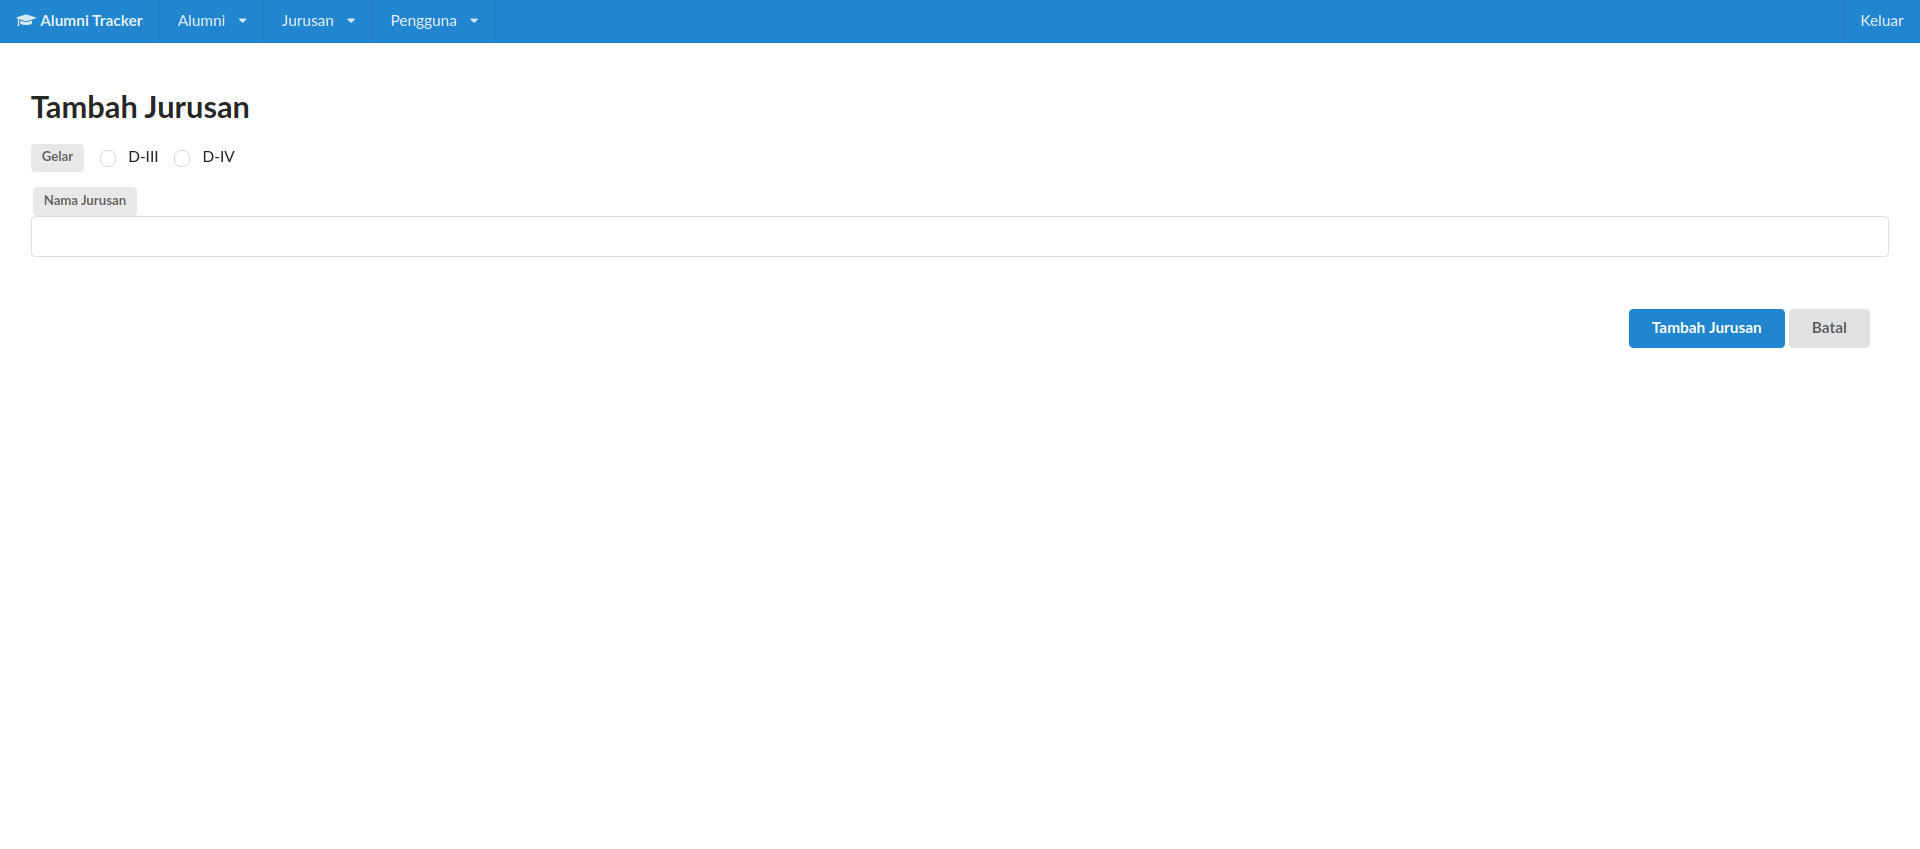 Alumni Tracker Alumni Jurusan Pengguna Keluar
Tambah Jurusan
Gelar D-III D-IV
Nama Jurusan
Tambah Jurusan Batal